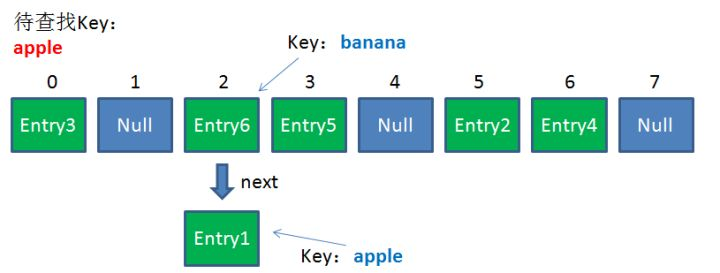 待查找Key：
apple
Key：banana
0 1 2 3 4 5 6 7
Entry3 Null Entry6 Entry5 Null Entry2 Entry4 Null
next
Entry1
Key：apple